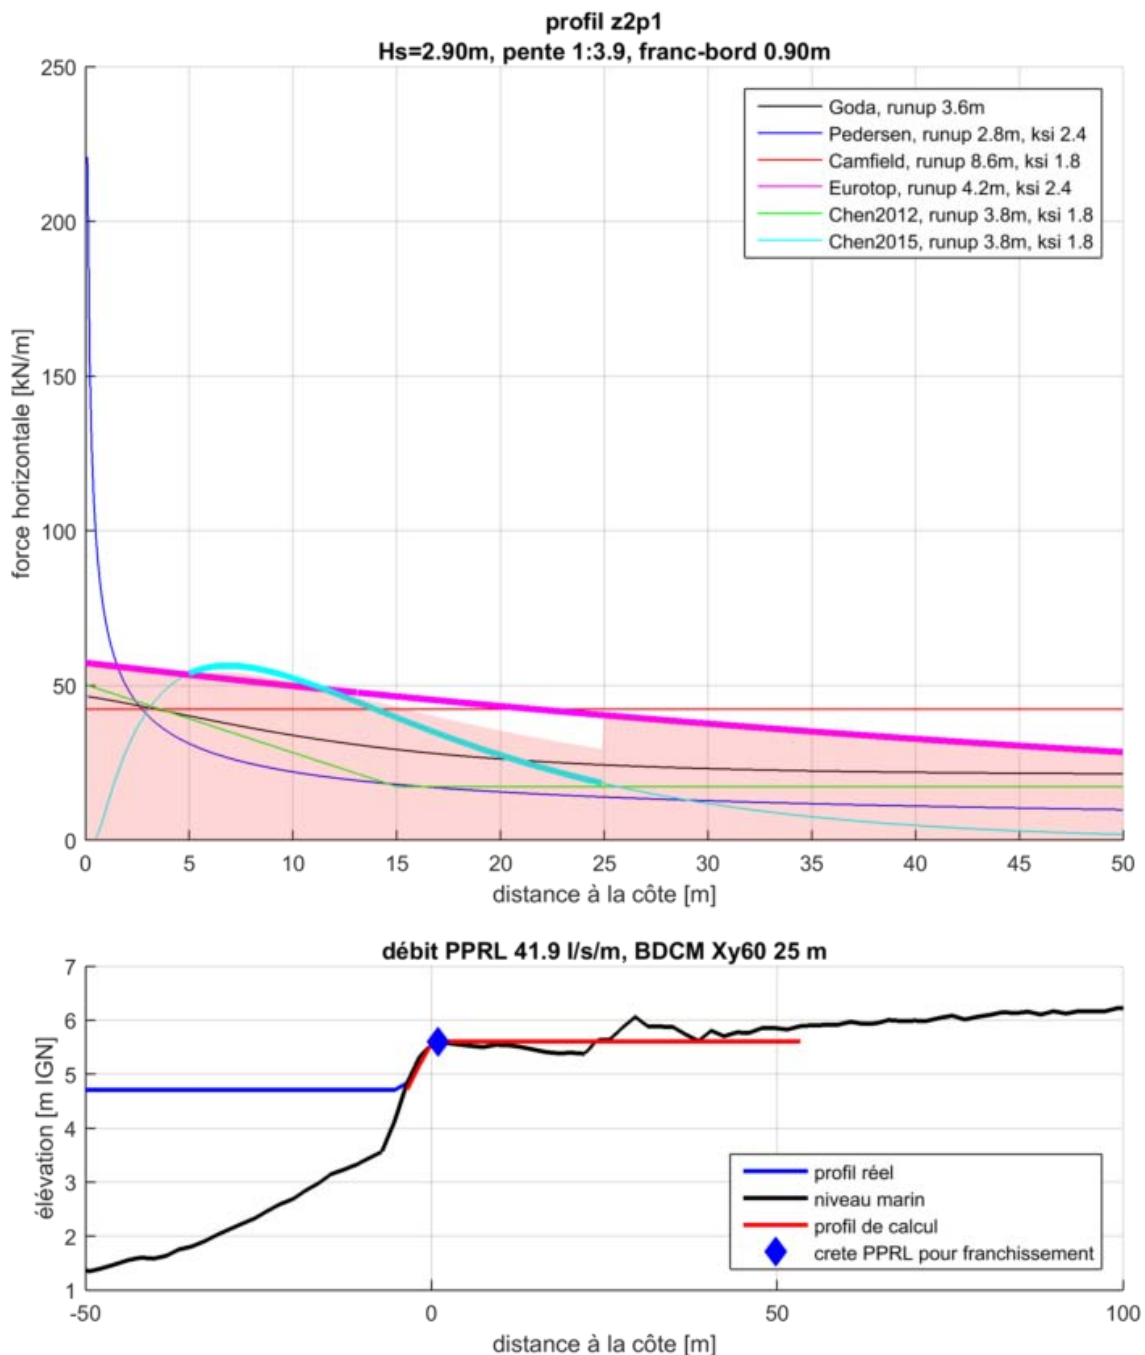 profil z2p1
Hs=2.90m, pente 1:3.9, franc-bord 0.90m
250
200
150
100
50
0
force horizontale [kN/m]
Goda, runup 3.6m
Pedersen, runup 2.8m, ksi 2.4
Camfield, runup 8.6m, ksi 1.8
Eurotop, runup 4.2m, ksi 2.4
Chen2012, runup 3.8m, ksi 1.8
Chen2015, runup 3.8m, ksi 1.8
0 5 10 15 20 25 30 35 40 45 50
distance à la côte [m]
débit PPRL 41.9 l/s/m, BDCM Xy60 25 m
7
6
5
4
3
2
1
élévation [m IGN]
profil réel
niveau marin
profil de calcul
crete PPRL pour franchissement
-50 0 50 100
distance à la côte [m]